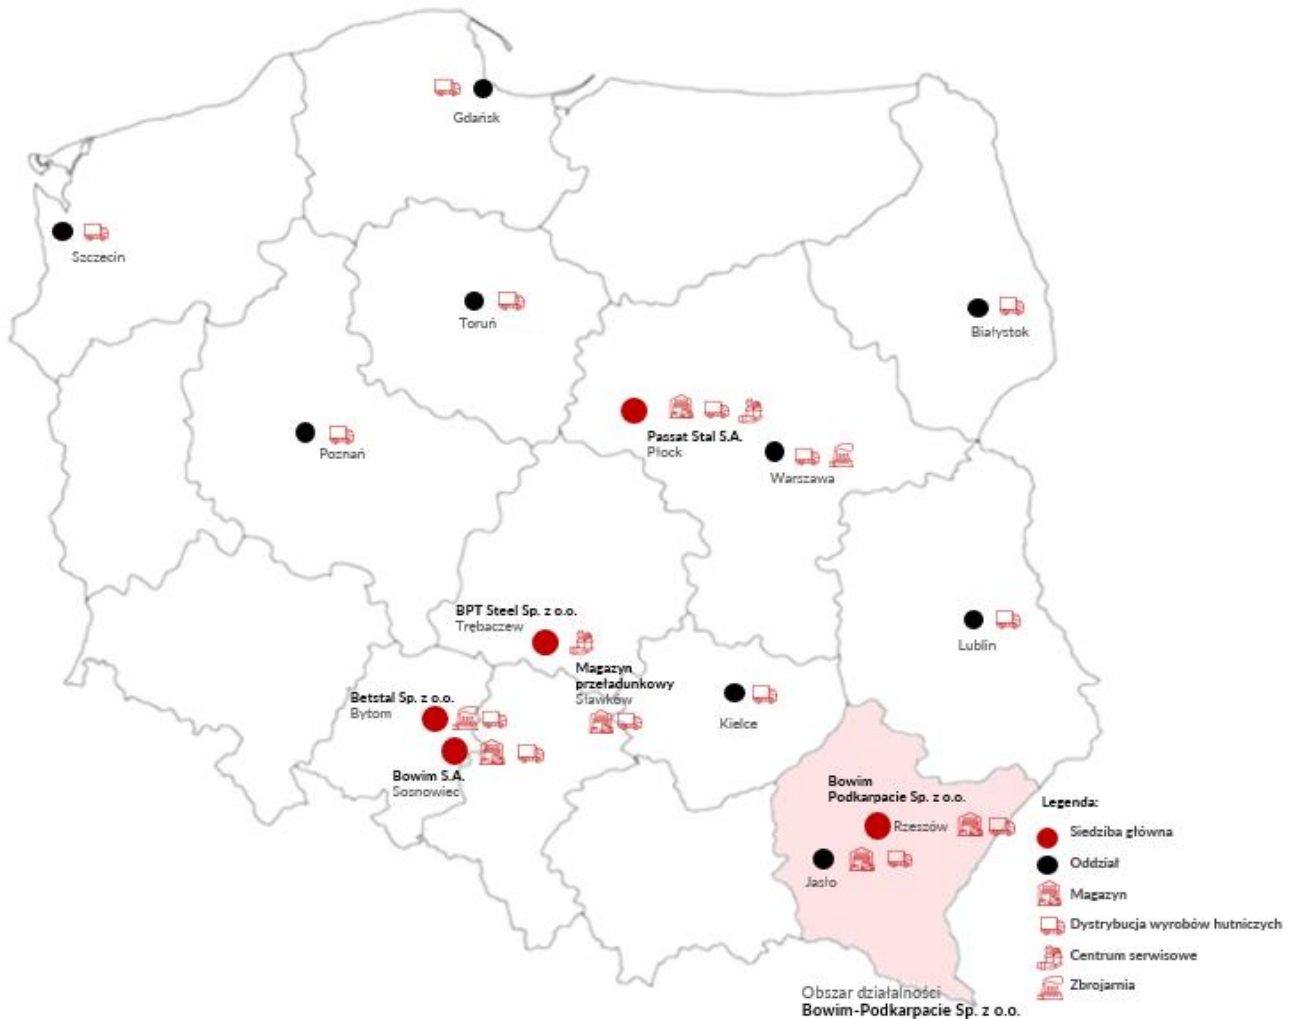 Gdańsk
Szczecin
Toruń
Białystok
Poznań
Passat Stal S.A.
Płock
Warszawa
BPT Steel Sp. z o.o.
Trębaczew
Lublin
Magazyn
przeładunkowy
Sławków
Betstal Sp. z o.o.
Bytom
Kielce
Bowim S.A.
Sosnowiec
Bowim
Podkarpacie Sp. z o.o.
Rzeszów
Jasło
Legenda:
Siedziba główna
Oddział
Magazyn
Dystrybucja wyrobów hutniczych
Centrum serwisowe
Zbrojarnia
Obszar działalności
Bowim-Podkarpacie Sp. z o.o.